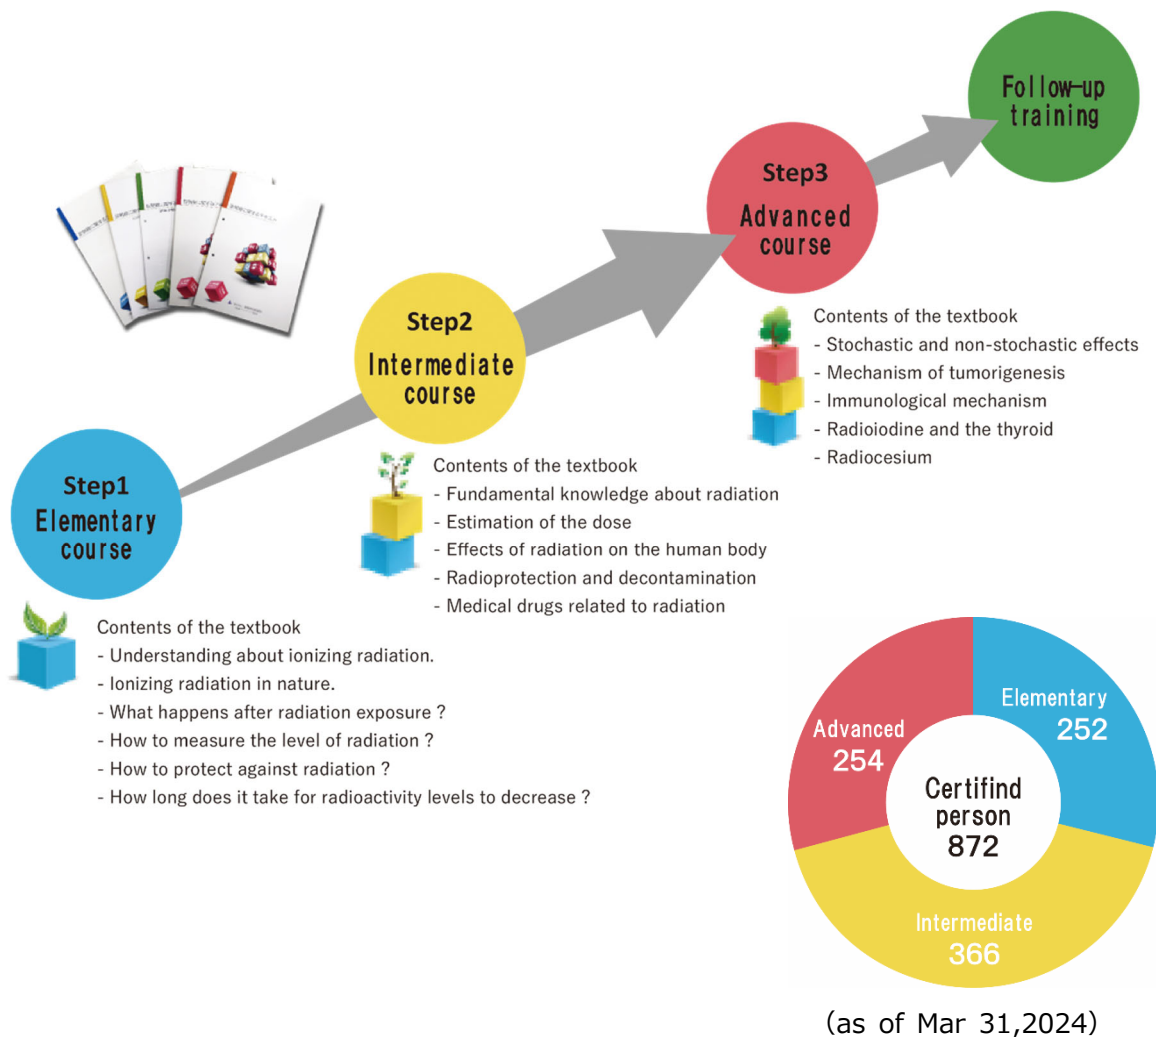 Follow-up
training
Step3
Advanced
course
Contents of the textbook
- Stochastic and non-stochastic effects
- Mechanism of tumorigenesis
- Immunological mechanism
- Radioiodine and the thyroid
- Radiocesium
Step2
Intermediate
course
Contents of the textbook
- Fundamental knowledge about radiation
- Estimation of the dose
- Effects of radiation on the human body
- Radioprotection and decontamination
- Medical drugs related to radiation
Step1
Elementary
course
Contents of the textbook
- Understanding about ionizing radiation.
- Ionizing radiation in nature.
- What happens after radiation exposure ?
- How to measure the level of radiation ?
- How to protect against radiation ?
- How long does it take for radioactivity levels to decrease ?
Elementary
252
Advanced
254
Certifind
person
872
Intermediate
366
(as of Mar 31,2024)